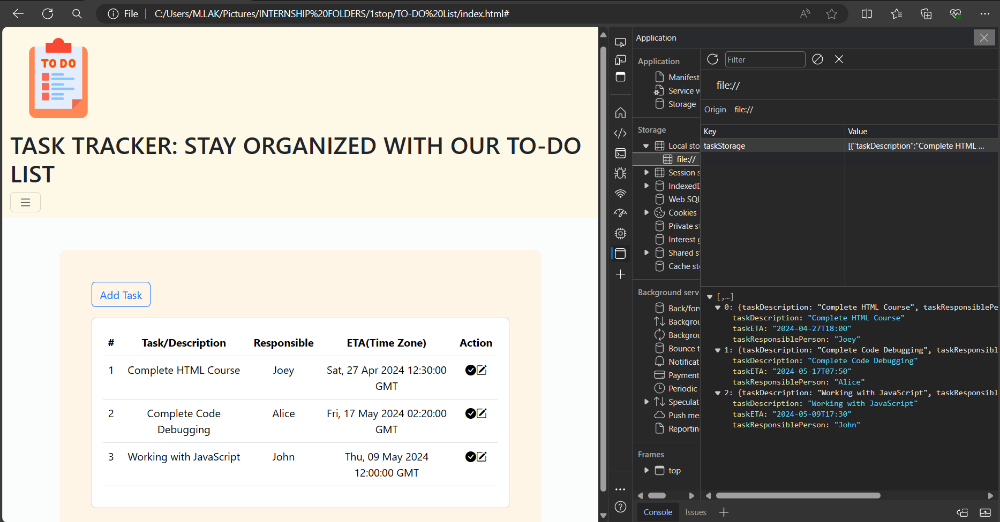 File
C:/Users/M.LAK/Pictures/INTERNSHIP%20FOLDERS/1stop/TO-DO%20List/index.html#
TO DO
TASK TRACKER: STAY ORGANIZED WITH OUR TO-DO
LIST
Add Task
# Task/Description Responsible ETA(Time Zone) Action
1 Complete HTML Course Joey Sat, 27 Apr 2024 12:30:00
GMT
2 Complete Code Alice Fri, 17 May 2024 02:20:00
Debugging GMT
3 Working with JavaScript John Thu, 09 May 2024
12:00:00 GMT
Application
Application
Manifest
Service w
Storage
Storage
Local sto
file://
Session s
IndexedD
Web SQL
Cookies
Private st
Interest g
Shared s
Cache sto
Background serv
Back/forv
Backgrou
Backgrou
Bounce t
Notificat
Payment
Periodic
Speculat
Push me
Reportin
Frames
top
Filter
file://
Origin file://
Key Value
taskStorage [{"taskDescription":"Complete HTML ...
[,…]
0: {taskDescription: "Complete HTML Course", taskResponsiblePe
taskDescription: "Complete HTML Course"
taskETA: "2024-04-27T18:00"
taskResponsiblePerson: "Joey"
1: {taskDescription: "Complete Code Debugging", taskResponsibl
taskDescription: "Complete Code Debugging"
taskETA: "2024-05-17T07:50"
taskResponsiblePerson: "Alice"
2: {taskDescription: "Working with JavaScript", taskResponsibl
taskDescription: "Working with JavaScript"
taskETA: "2024-05-09T17:30"
taskResponsiblePerson: "John"
Console Issues